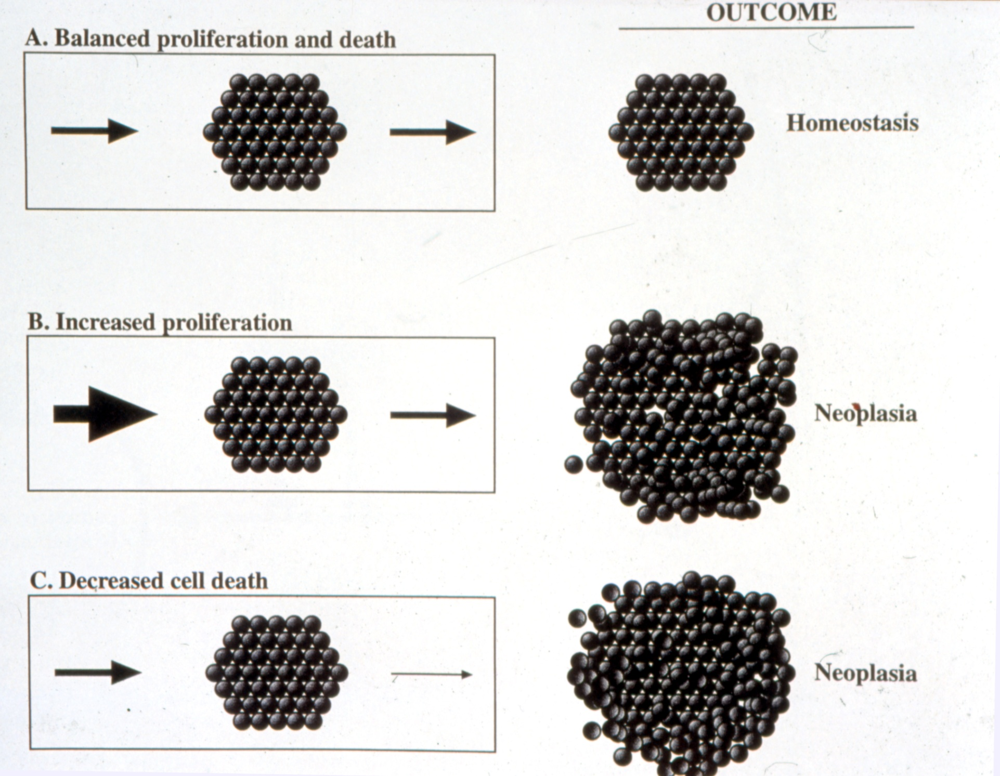 OUTCOME
A. Balanced proliferation and death
Homeostasis
B. Increased proliferation
Neoplasia
C. Decreased cell death
Neoplasia